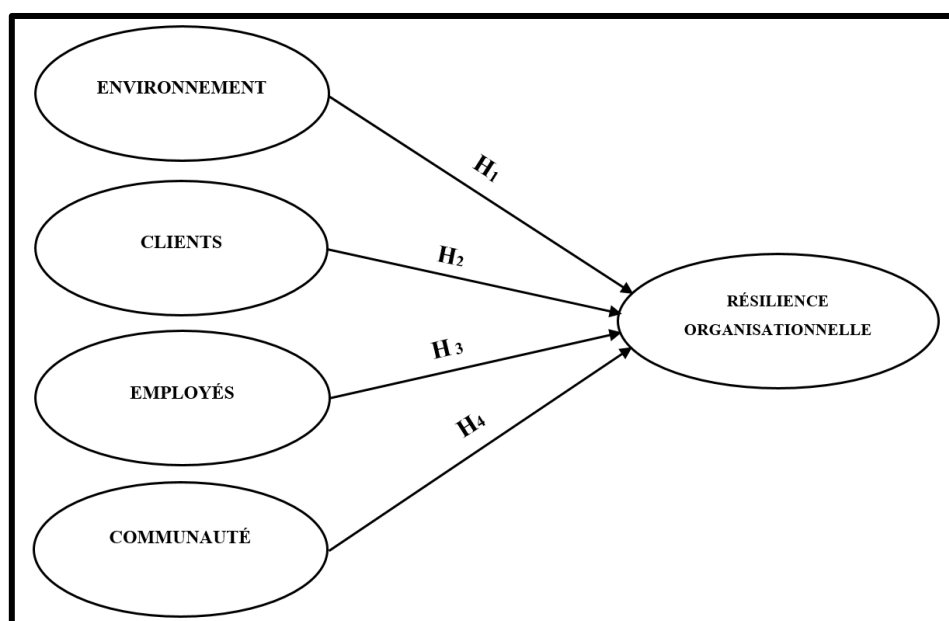 ENVIRONNEMENT
H1
CLIENTS
H2
RÉSILIENCE
ORGANISATIONNELLE
EMPLOYÉS
H 3
H4
COMMUNAUTÉ